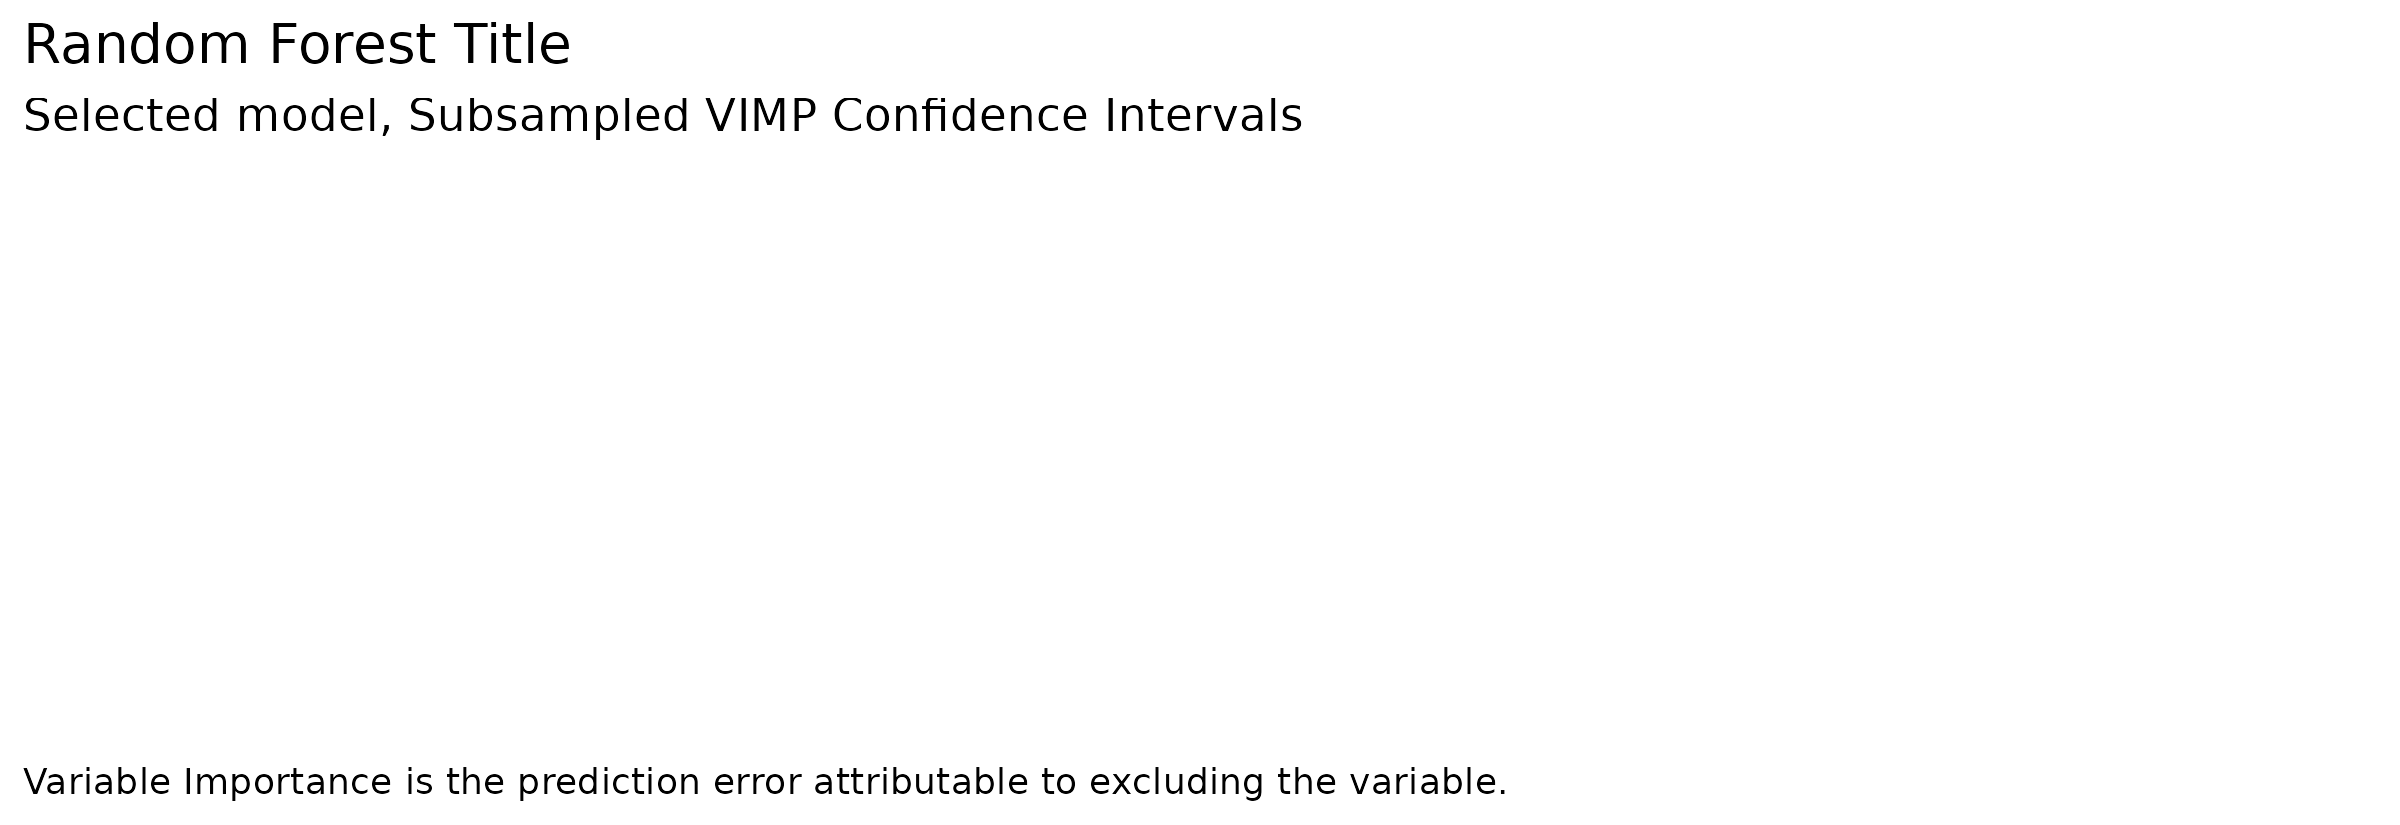 Random Forest Title
Selected model, Subsampled VIMP Confidence Intervals
Variable Importance is the prediction error attributable to excluding the variable.